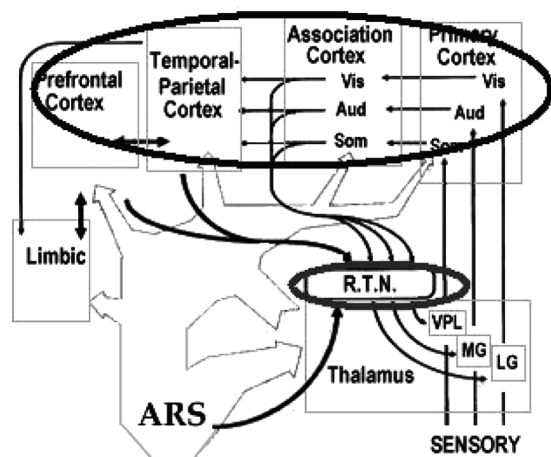 Prefrontal
Cortex
Temporal-
Parietal
Cortex
Association
Cortex
Vis
Aud
Som
Primary
Cortex
Vis
Aud
Som
Limbic
R.T.N.
VPL
MG
LG
Thalamus
ARS
SENSORY